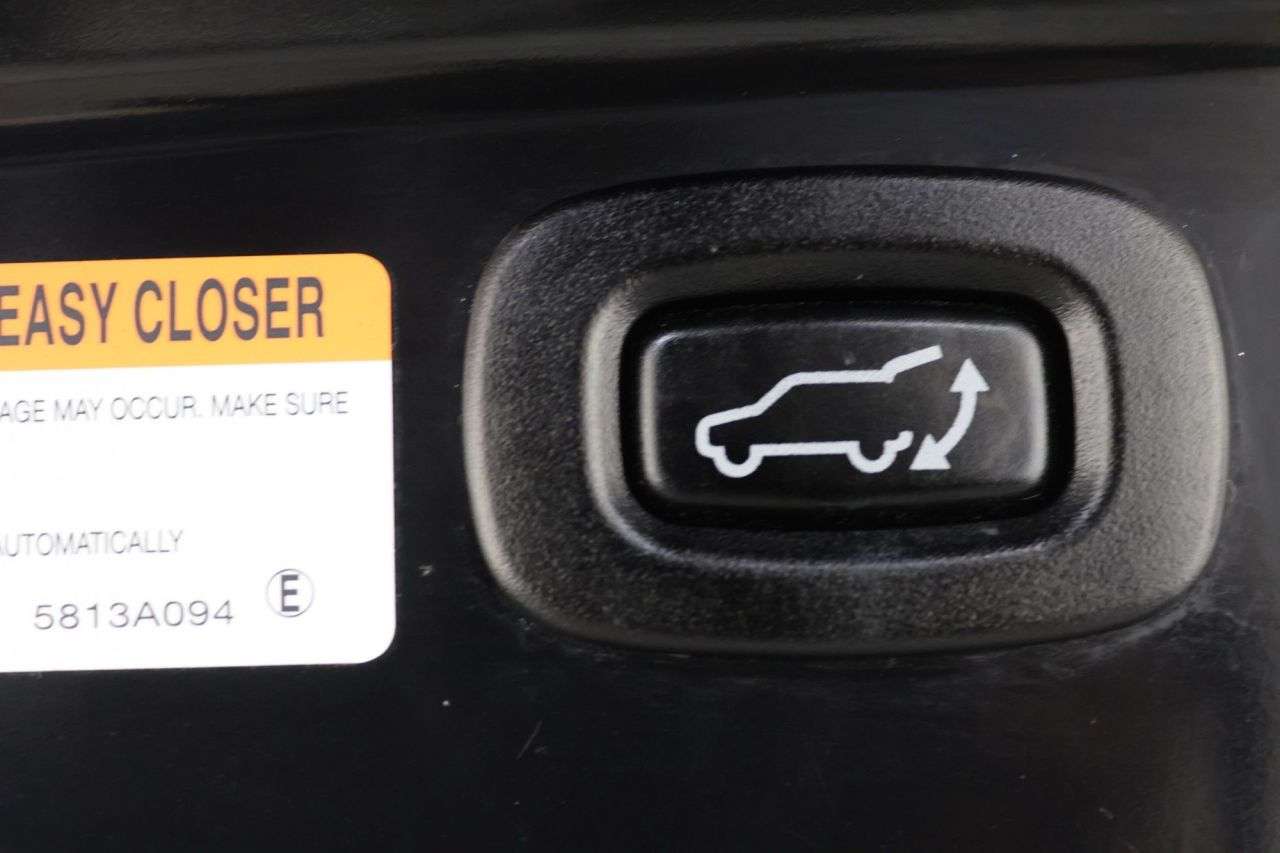 EASY CLOSER
AGE MAY OCCUR. MAKE SURE
AUTOMATICALLY
5813A094 E